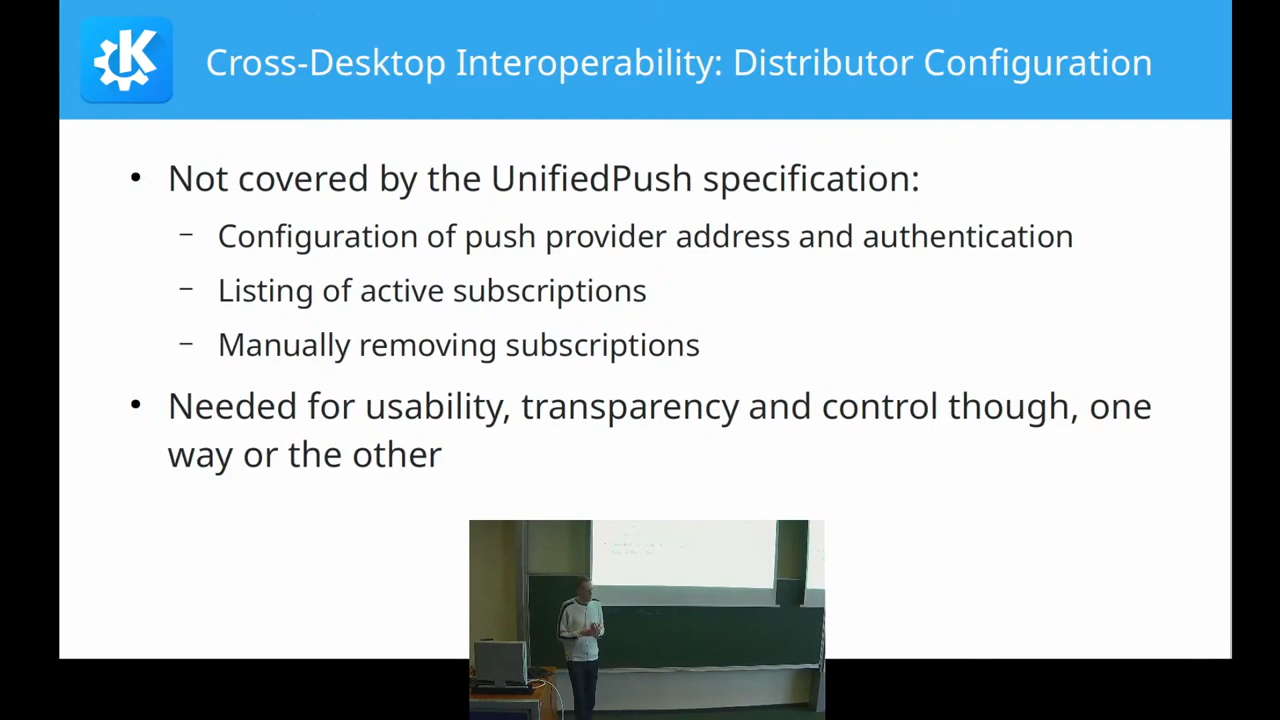 Cross-Desktop Interoperability: Distributor Configuration
• Not covered by the UnifiedPush specification:
– Configuration of push provider address and authentication
– Listing of active subscriptions
– Manually removing subscriptions
• Needed for usability, transparency and control though, one
way or the other